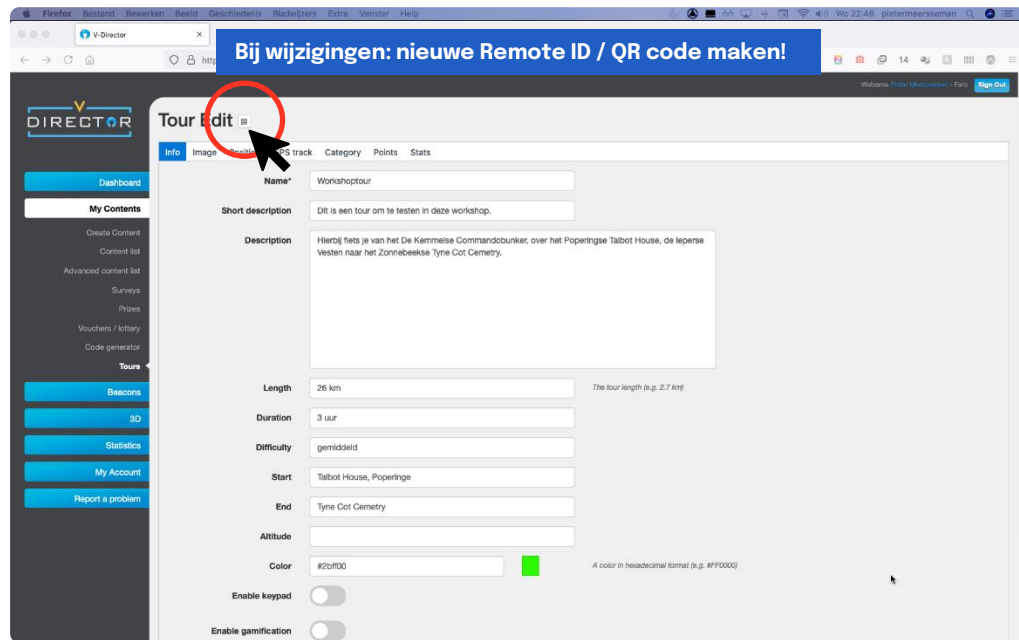 Firefox Bestand Bewerken Beeld Geschiedenis Bladwijzers Extra Venster Help Wo 22:46 pietermeersseman
V-Director
Bij wijzigingen: nieuwe Remote ID / QR code maken!
http
14
Welcome Pieter Meersseman - Fam Sign Out
V
DIRECTOR
Tour Edit
Info Image PS track Category Points Stats
Dashboard
Name* Workshoptour
My Contents
Short description Dit is een tour om te testen in deze workshop.
Create Content
Description Hierbij fiets je van het De Kemmelse Commandobunker, over het Poperingse Talbot House, de Ieperse
Content list
Vesten naar het Zonnebeekse Tyne Cot Cemetry.
Advanced content list
Surveys
Prizes
Vouchers / lottery
Code generator
Tours
Beacons
Length 26 km The tour length (e.g. 2.7 km)
3D
Duration 3 uur
Statistics
Difficulty gemiddeld
My Account
Start Talbot House, Poperinge
Report a problem
End Tyne Cot Cemetry
Altitude
Color #2bff00 A color in hexadecimal format (e.g. #FF0000)
Enable keypad
Enable gamification